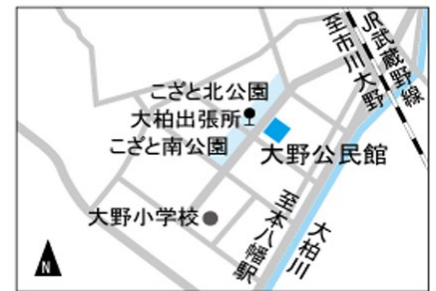 JR武蔵野線
至市川大野
こざと北公園
大柏出張所
こざと南公園
大野公民館
大野小学校
至本八幡駅
大柏川
N